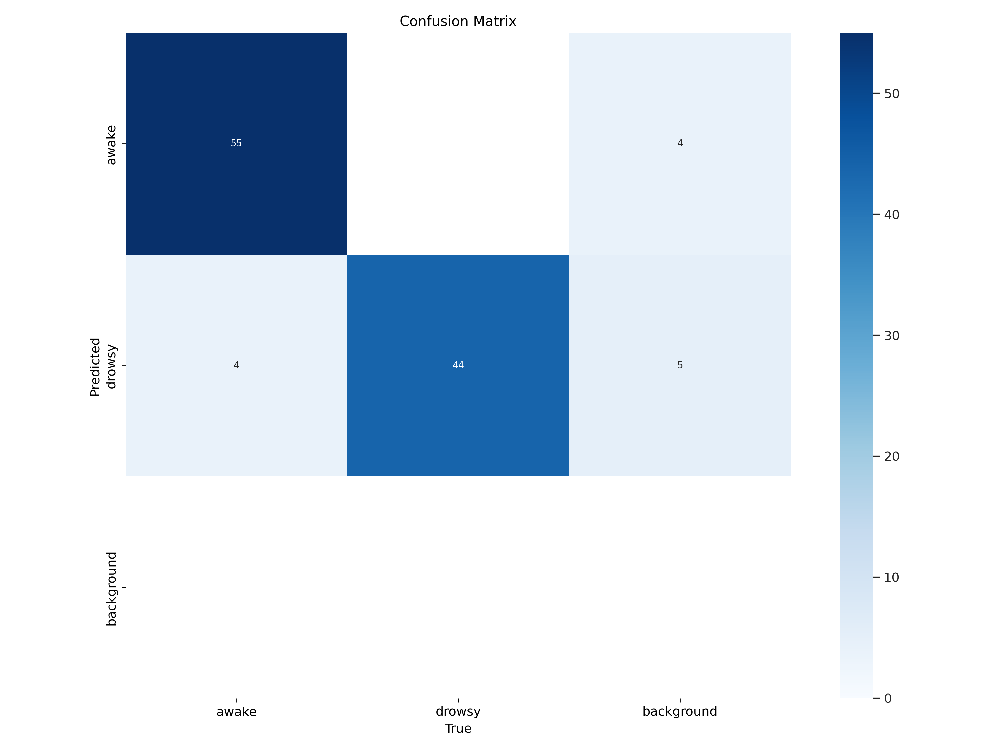 Confusion Matrix
awake
55
4
50
40
Predicted
drowsy
4
44
5
30
20
background
10
0
awake
drowsy
background
True